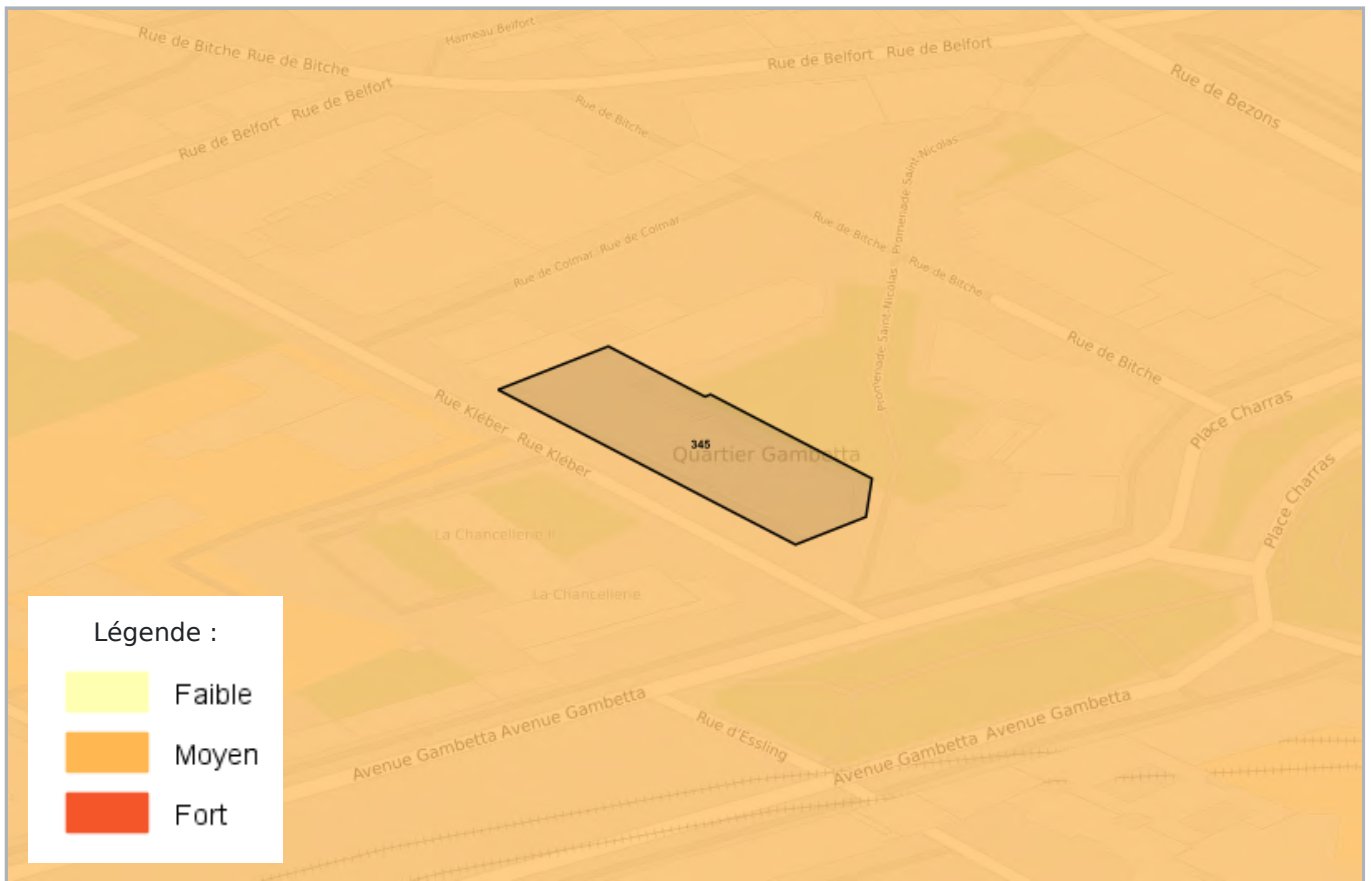 Hameau Belfort
Rue de Bitche Rue de Bitche
Rue de Belfort Rue de Belfort
Rue de Bezons
Rue de Belfort Rue de Belfort
Rue de Bitche
Promenade Saint-Nicolas Promenade Saint-Nicolas
Rue de Bitche Rue de Bitche
Rue de Colmar Rue de Colmar
Promenade Saint-Nicolas
Rue de Bitche
Place Charras
Rue Kléber Rue Kléber
345
Quartier Gambetta
Place Charras
La Chancellerie II
La Chancellerie
Avenue Gambetta Avenue Gambetta
Rue d'Essling
Avenue Gambetta Avenue Gambetta
Légende :
Faible
Moyen
Fort